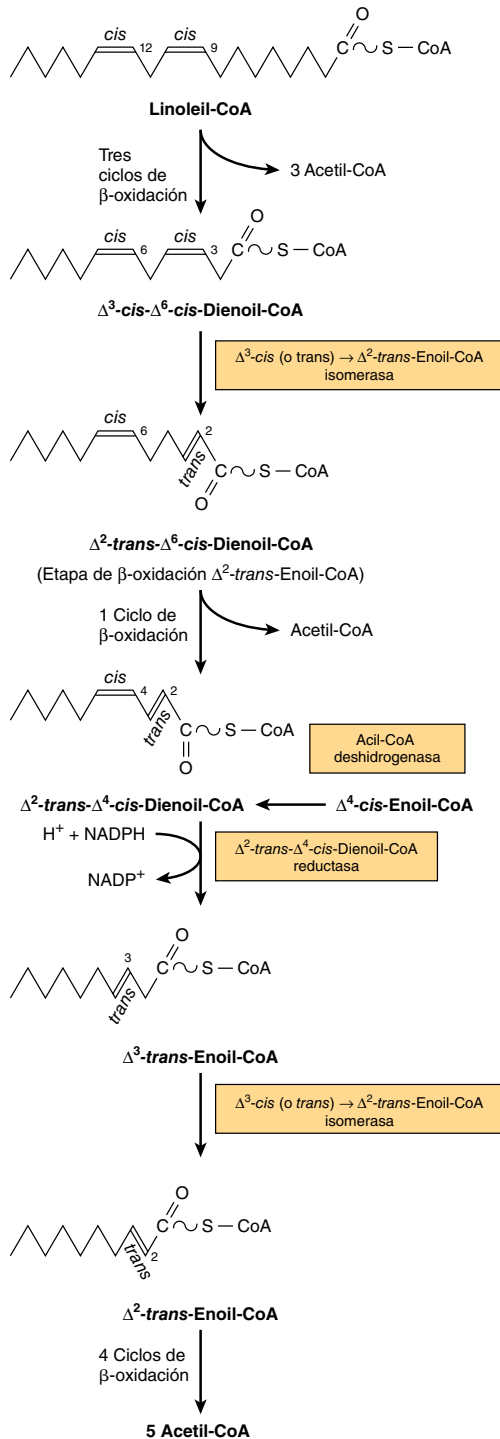 O
cis
cis
12
9
C S — CoA
Linoleil-CoA
Tres
ciclos de
β-oxidación
3 Acetil-CoA
O
cis
cis
6
3
C S — CoA
Δ³-cis-Δ⁶-cis-Dienoil-CoA
Δ³-cis (o trans) → Δ²-trans-Enoil-CoA
isomerasa
cis
6
2
trans
C S — CoA
O
Δ²-trans-Δ⁶-cis-Dienoil-CoA
(Etapa de β-oxidación Δ²-trans-Enoil-CoA)
1 Ciclo de
β-oxidación
Acetil-CoA
cis
4
2
trans
C S — CoA
O
Acil-CoA
deshidrogenasa
Δ²-trans-Δ⁴-cis-Dienoil-CoA
Δ⁴-cis-Enoil-CoA
H⁺ + NADPH
NADP⁺
Δ²-trans-Δ⁴-cis-Dienoil-CoA
reductasa
O
3
C S — CoA
trans
Δ³-trans-Enoil-CoA
Δ³-cis (o trans) → Δ²-trans-Enoil-CoA
isomerasa
O
C S — CoA
trans
2
Δ²-trans-Enoil-CoA
4 Ciclos de
β-oxidación
5 Acetil-CoA